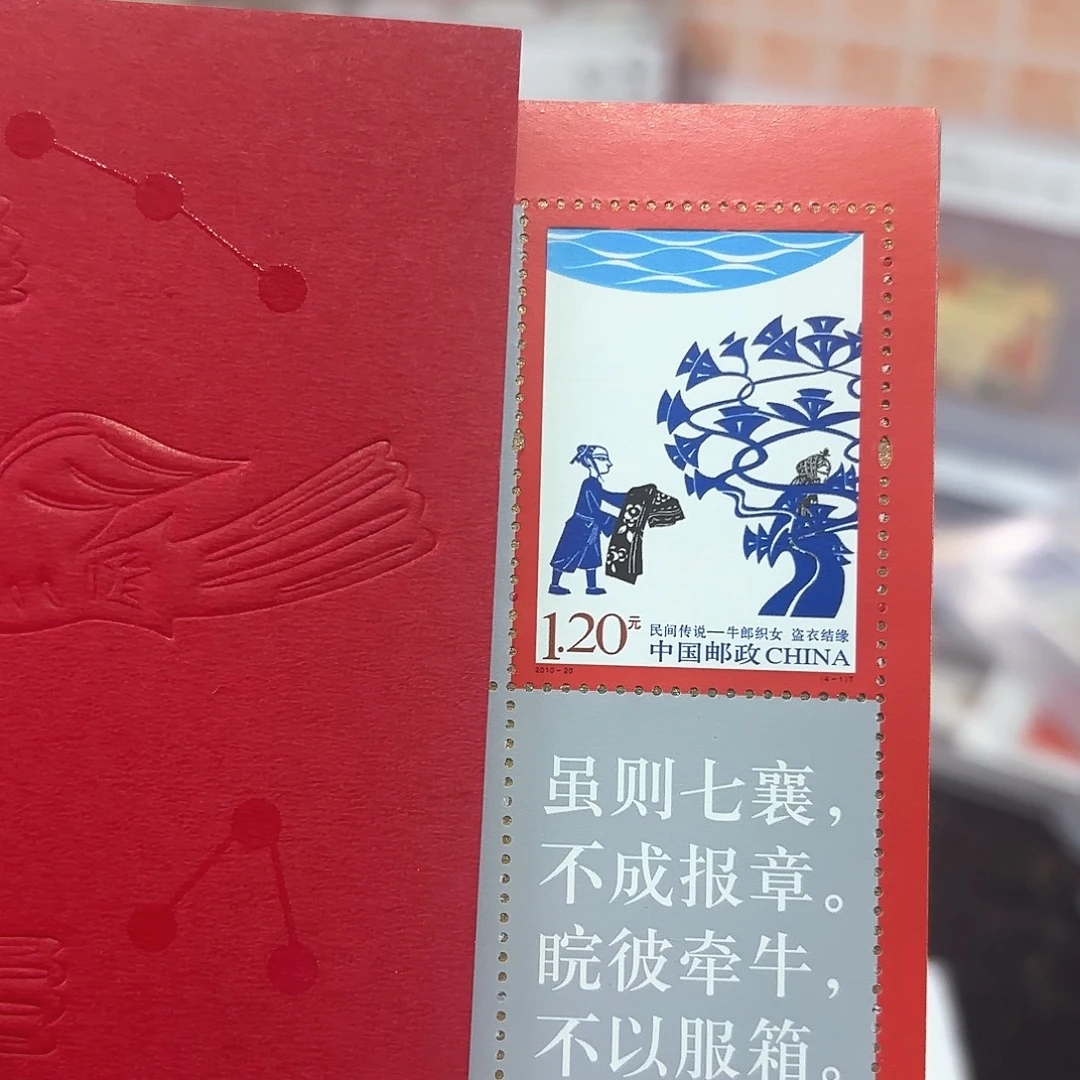 1.20元
民间传说—牛郎织女 盗衣结缘
中国邮政 CHINA
2010-20
(4-1)T
虽则七襄，
不成报章。
睆彼牵牛，
不以服箱。